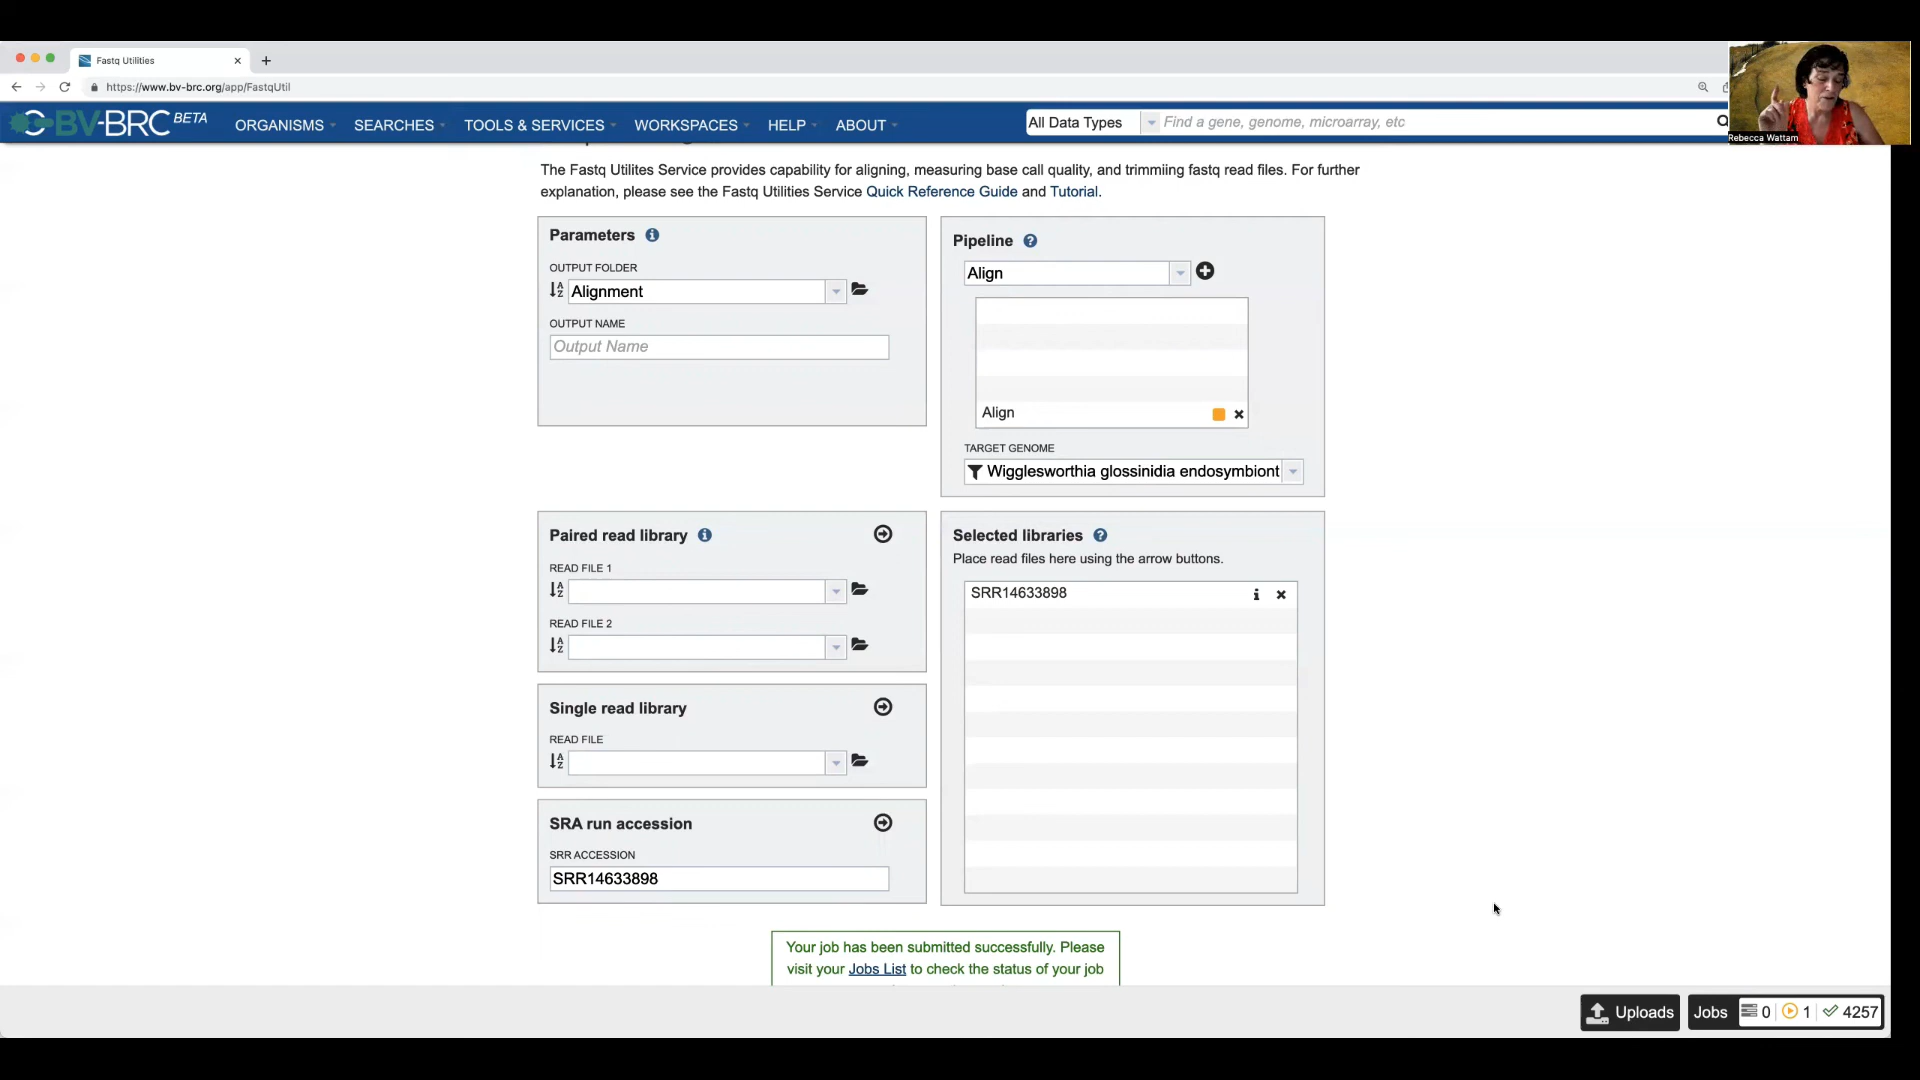 Fastq Utilities
https://www.bv-brc.org/app/FastqUtil
BV-BRC BETA
ORGANISMS
SEARCHES
TOOLS & SERVICES
WORKSPACES
HELP
ABOUT
All Data Types
Find a gene, genome, microarray, etc
Rebecca Wattam
The Fastq Utilites Service provides capability for aligning, measuring base call quality, and trimmiing fastq read files. For further
explanation, please see the Fastq Utilities Service Quick Reference Guide and Tutorial.
Parameters
OUTPUT FOLDER
Alignment
OUTPUT NAME
Output Name
Pipeline
Align
Align
TARGET GENOME
Wigglesworthia glossinidia endosymbiont
Paired read library
READ FILE 1
READ FILE 2
Single read library
READ FILE
SRA run accession
SRR ACCESSION
SRR14633898
Selected libraries
Place read files here using the arrow buttons.
SRR14633898
Your job has been submitted successfully. Please
visit your Jobs List to check the status of your job
Uploads
Jobs 0 1 4257